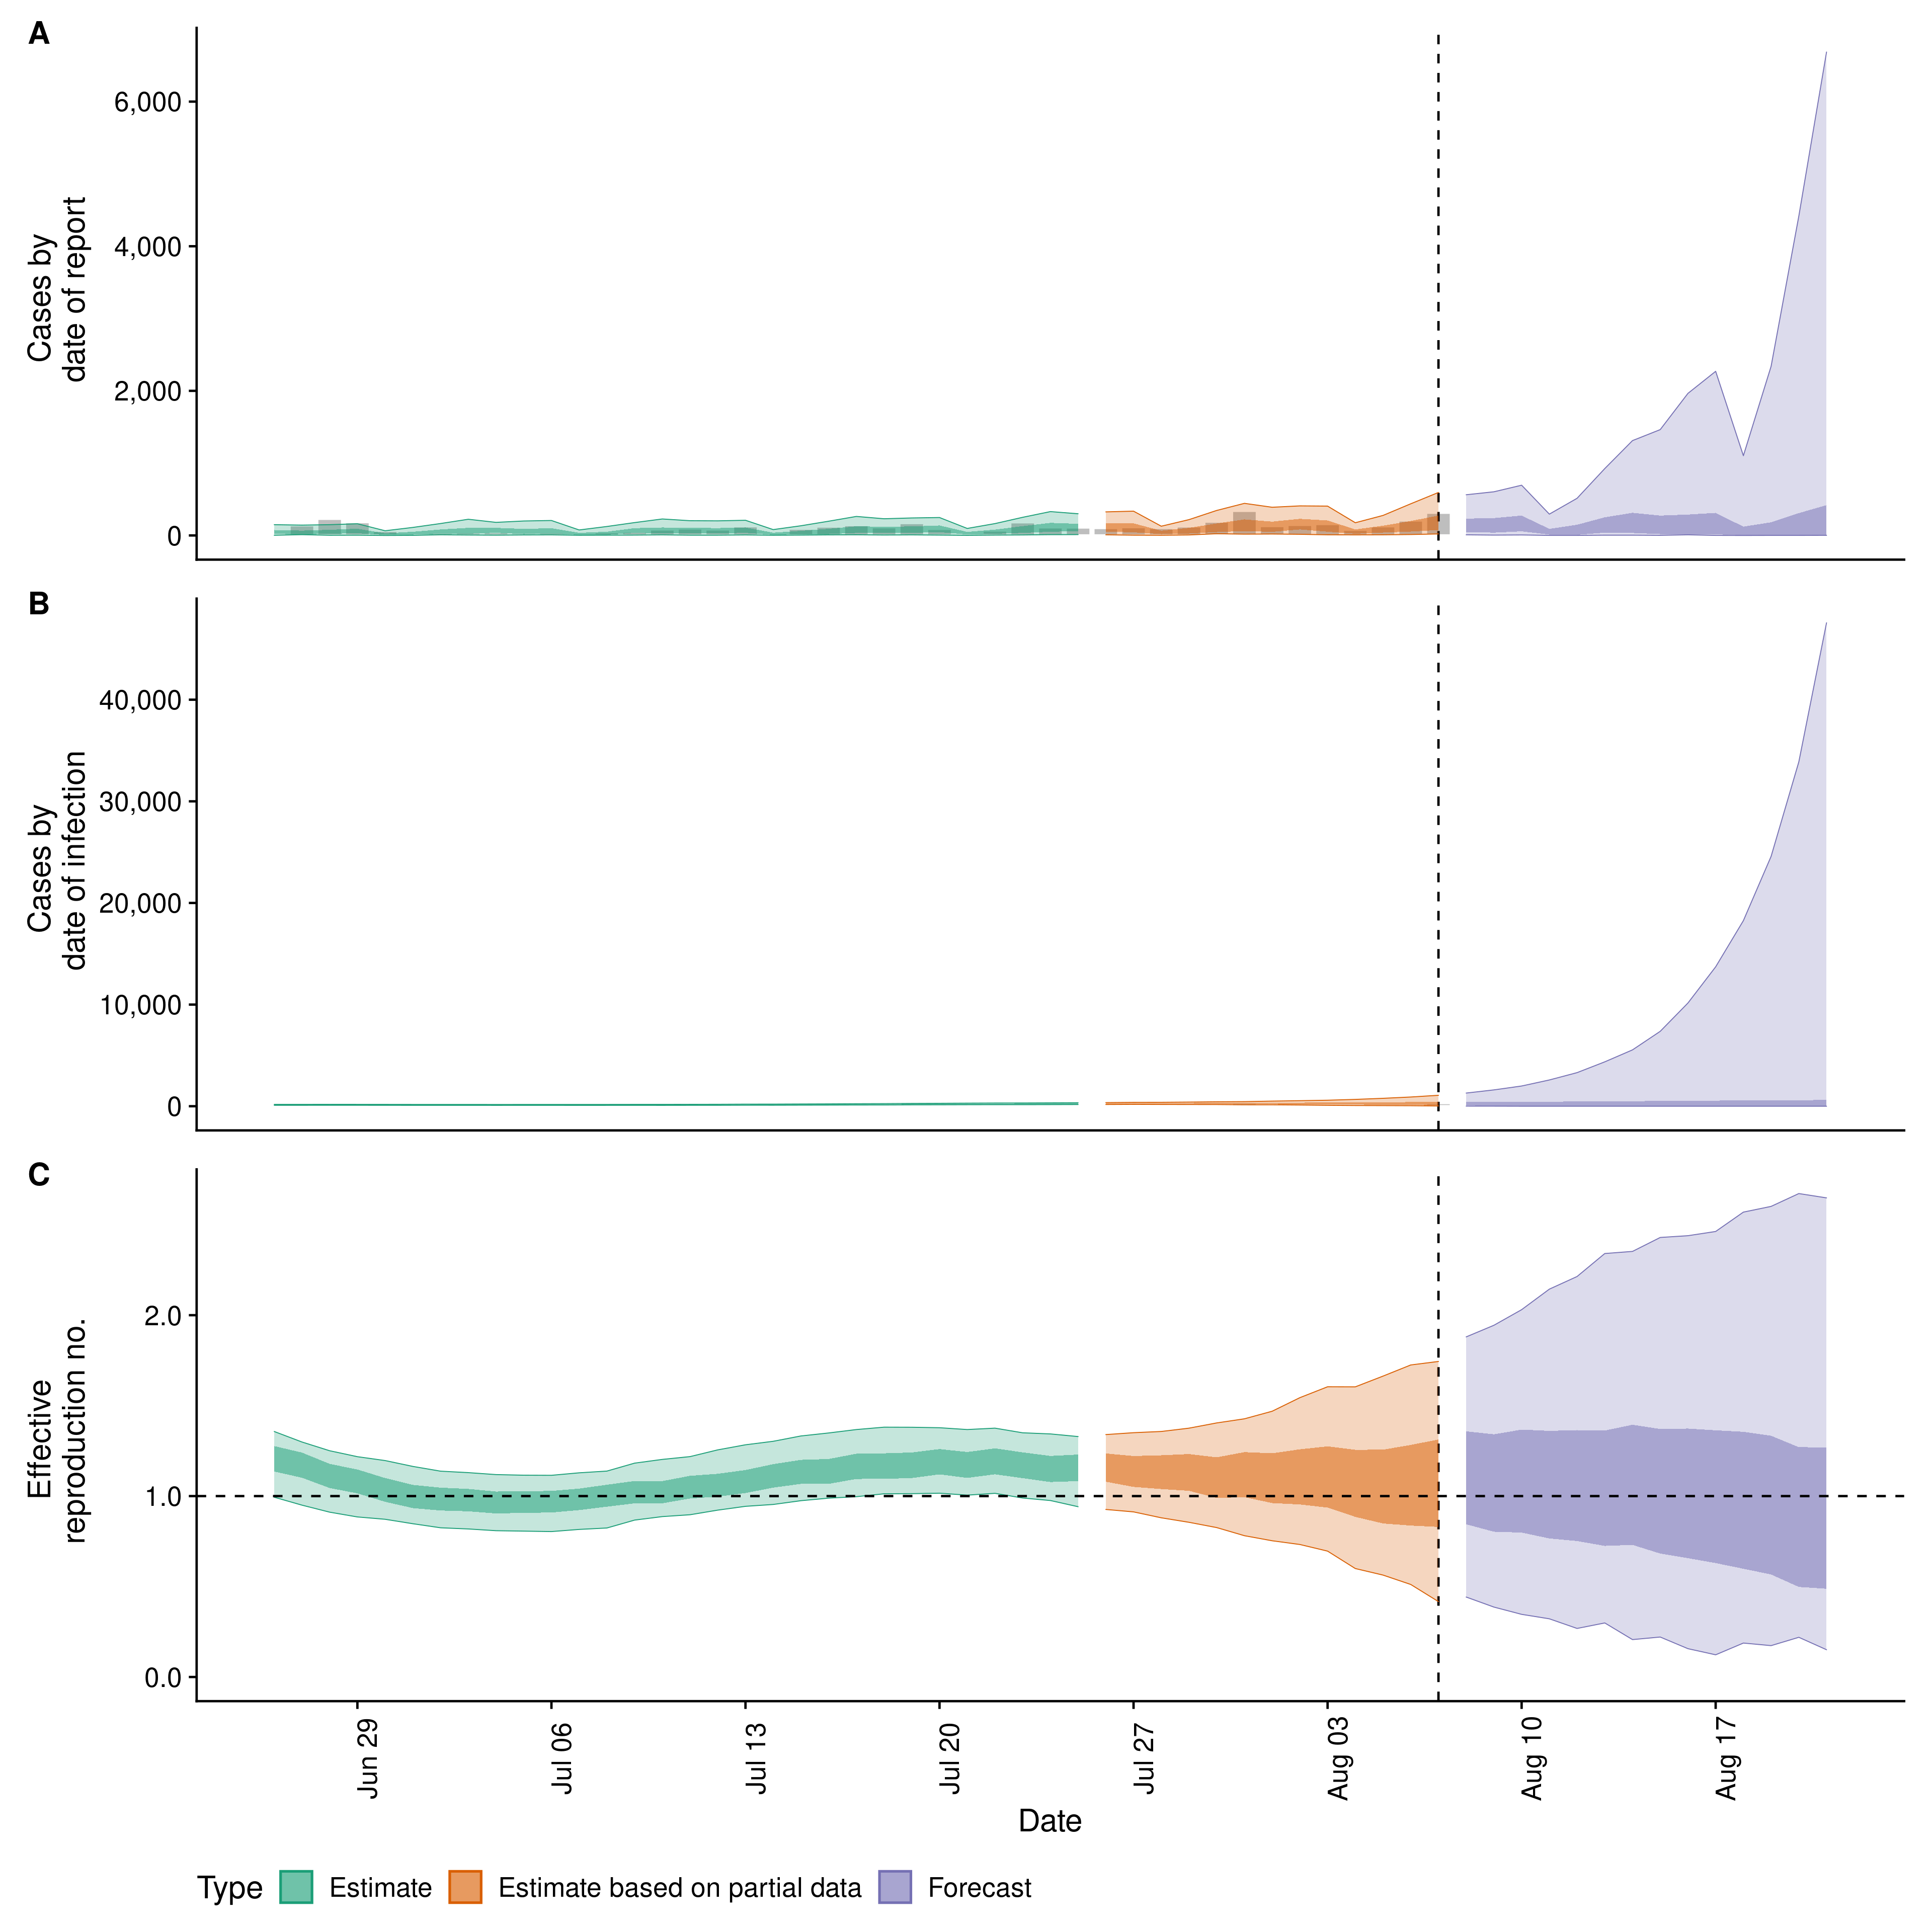 A
Cases by
date of report
6,000
4,000
2,000
0
B
Cases by
date of infection
40,000
30,000
20,000
10,000
0
C
Effective
reproduction no.
2.0
1.0
0.0
Jun 29
Jul 06
Jul 13
Jul 20
Jul 27
Aug 03
Aug 10
Aug 17
Date
Type Estimate Estimate based on partial data Forecast